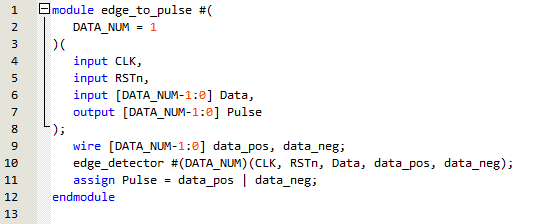 1 module edge_to_pulse #(
2 DATA_NUM = 1
3 )(
4 input CLK,
5 input RSTn,
6 input [DATA_NUM-1:0] Data,
7 output [DATA_NUM-1:0] Pulse
8 );
9 wire [DATA_NUM-1:0] data_pos, data_neg;
10 edge_detector #(DATA_NUM)(CLK, RSTn, Data, data_pos, data_neg);
11 assign Pulse = data_pos | data_neg;
12 endmodule
13